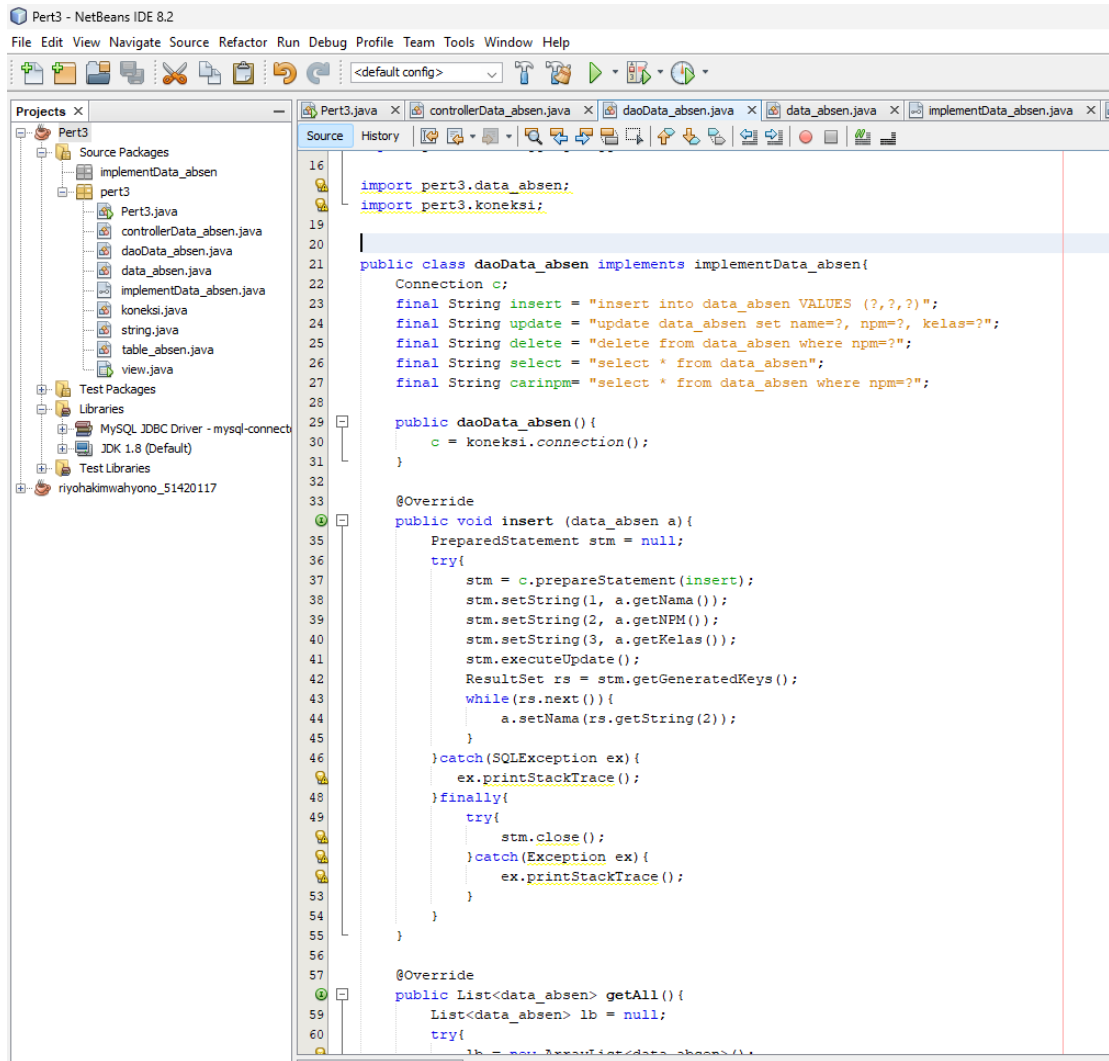 Pert3 - NetBeans IDE 8.2
File Edit View Navigate Source Refactor Run Debug Profile Team Tools Window Help
<default config>
Projects ×
Pert3
Source Packages
implementData_absen
pert3
Pert3.java
controllerData_absen.java
daoData_absen.java
data_absen.java
implementData_absen.java
koneksi.java
string.java
table_absen.java
view.java
Test Packages
Libraries
MySQL JDBC Driver - mysql-connect
JDK 1.8 (Default)
Test Libraries
riyohakimwahyono_51420117
Pert3.java × controllerData_absen.java × daoData_absen.java × data_absen.java × implementData_absen.java ×
Source History
16
import pert3.data_absen;
import pert3.koneksi;
19
20
21 public class daoData_absen implements implementData_absen{
22 Connection c;
23 final String insert = "insert into data_absen VALUES (?,?,?)";
24 final String update = "update data_absen set name=?, npm=?, kelas=?";
25 final String delete = "delete from data_absen where npm=?";
26 final String select = "select * from data_absen";
27 final String carinpm= "select * from data_absen where npm=?";
28
29 public daoData_absen(){
30 c = koneksi.connection();
31 }
32
33 @Override
public void insert (data_absen a){
35 PreparedStatement stm = null;
36 try{
37 stm = c.prepareStatement(insert);
38 stm.setString(1, a.getNama());
39 stm.setString(2, a.getNPM());
40 stm.setString(3, a.getKelas());
41 stm.executeUpdate();
42 ResultSet rs = stm.getGeneratedKeys();
43 while(rs.next()){
44 a.setNama(rs.getString(2));
45 }
46 }catch(SQLException ex){
ex.printStackTrace();
48 }finally{
49 try{
stm.close();
}catch(Exception ex){
ex.printStackTrace();
53 }
54 }
55 }
56
57 @Override
public List<data_absen> getAll(){
59 List<data_absen> lb = null;
60 try{
lb = new ArrayList<data_absen>();